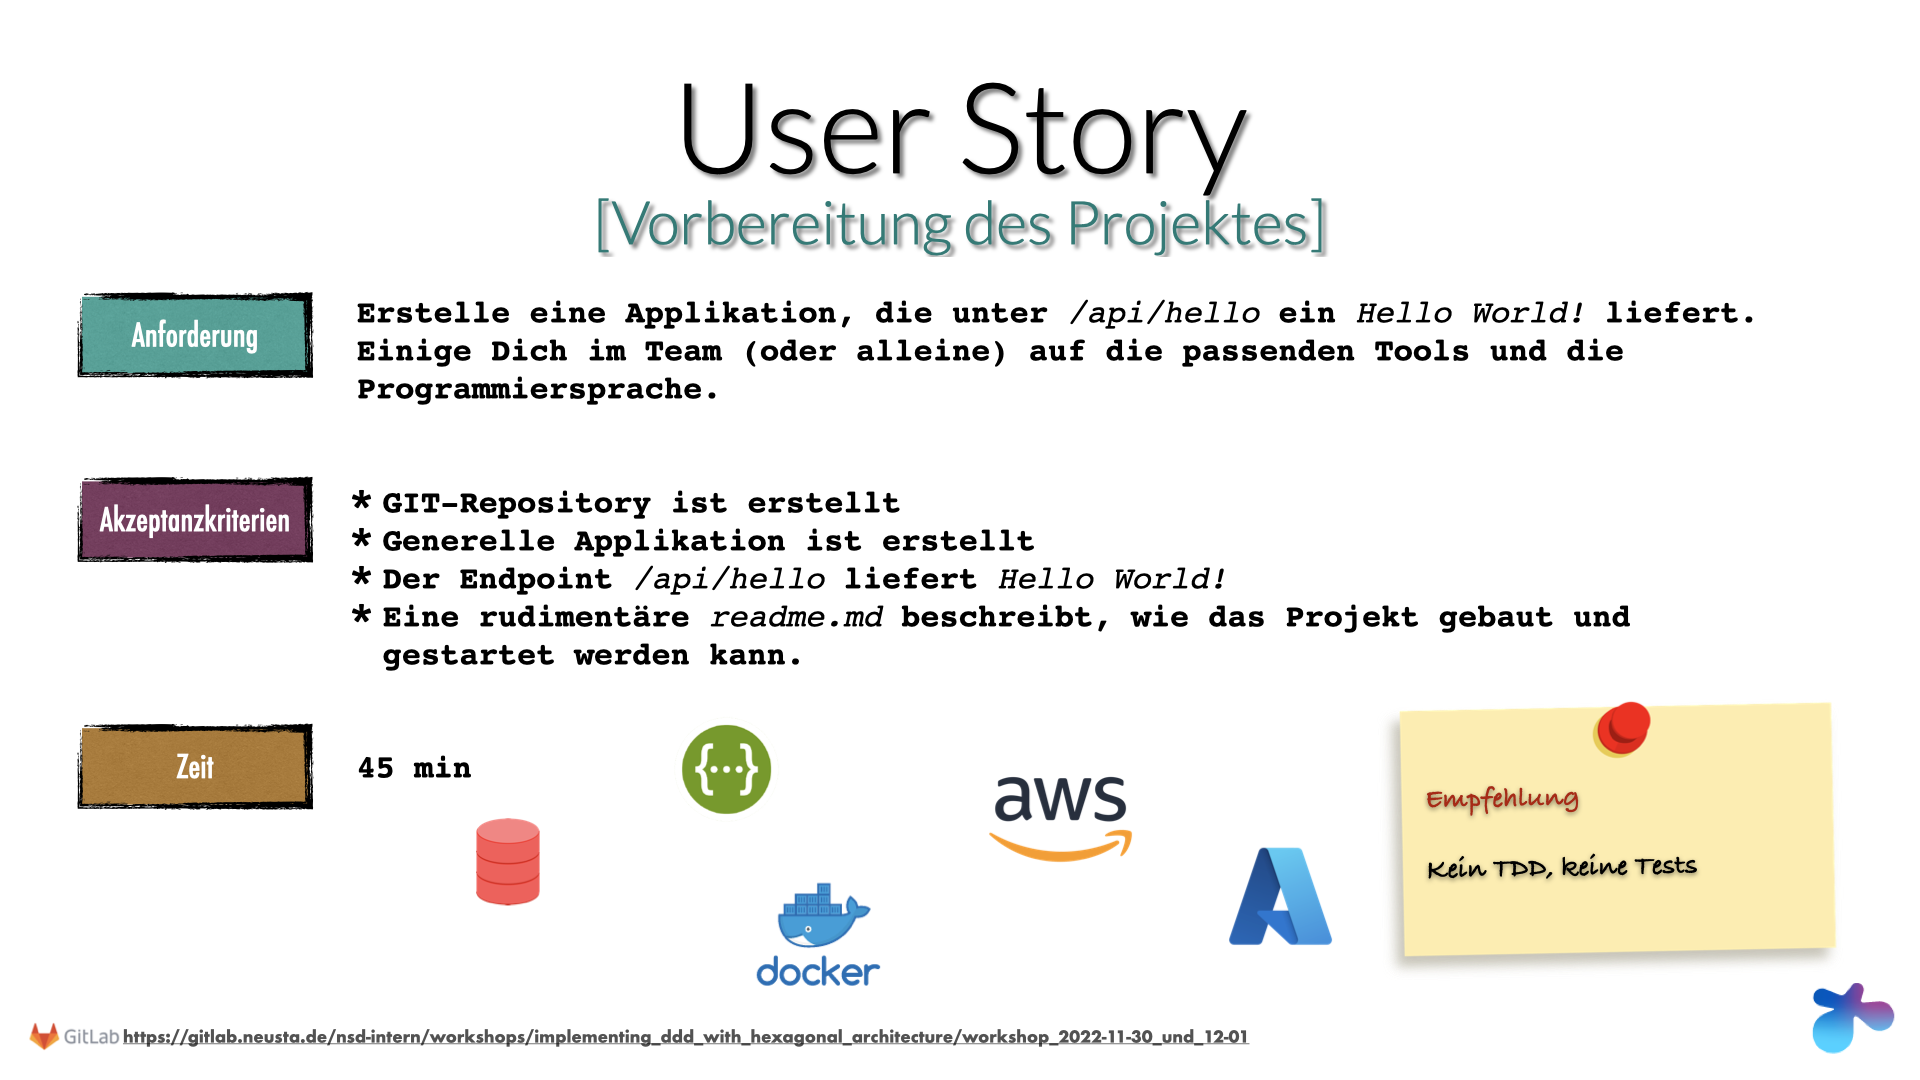 User Story
[Vorbereitung des Projektes]
Anforderung
Erstelle eine Applikation, die unter /api/hello ein Hello World! liefert.
Einige Dich im Team (oder alleine) auf die passenden Tools und die
Programmiersprache.
Akzeptanzkriterien
* GIT-Repository ist erstellt
* Generelle Applikation ist erstellt
* Der Endpoint /api/hello liefert Hello World!
* Eine rudimentäre readme.md beschreibt, wie das Projekt gebaut und
gestartet werden kann.
Zeit
45 min
{...}
aws
docker
Empfehlung
Kein TDD, keine Tests
GitLab https://gitlab.neusta.de/nsd-intern/workshops/implementing_ddd_with_hexagonal_architecture/workshop_2022-11-30_und_12-01